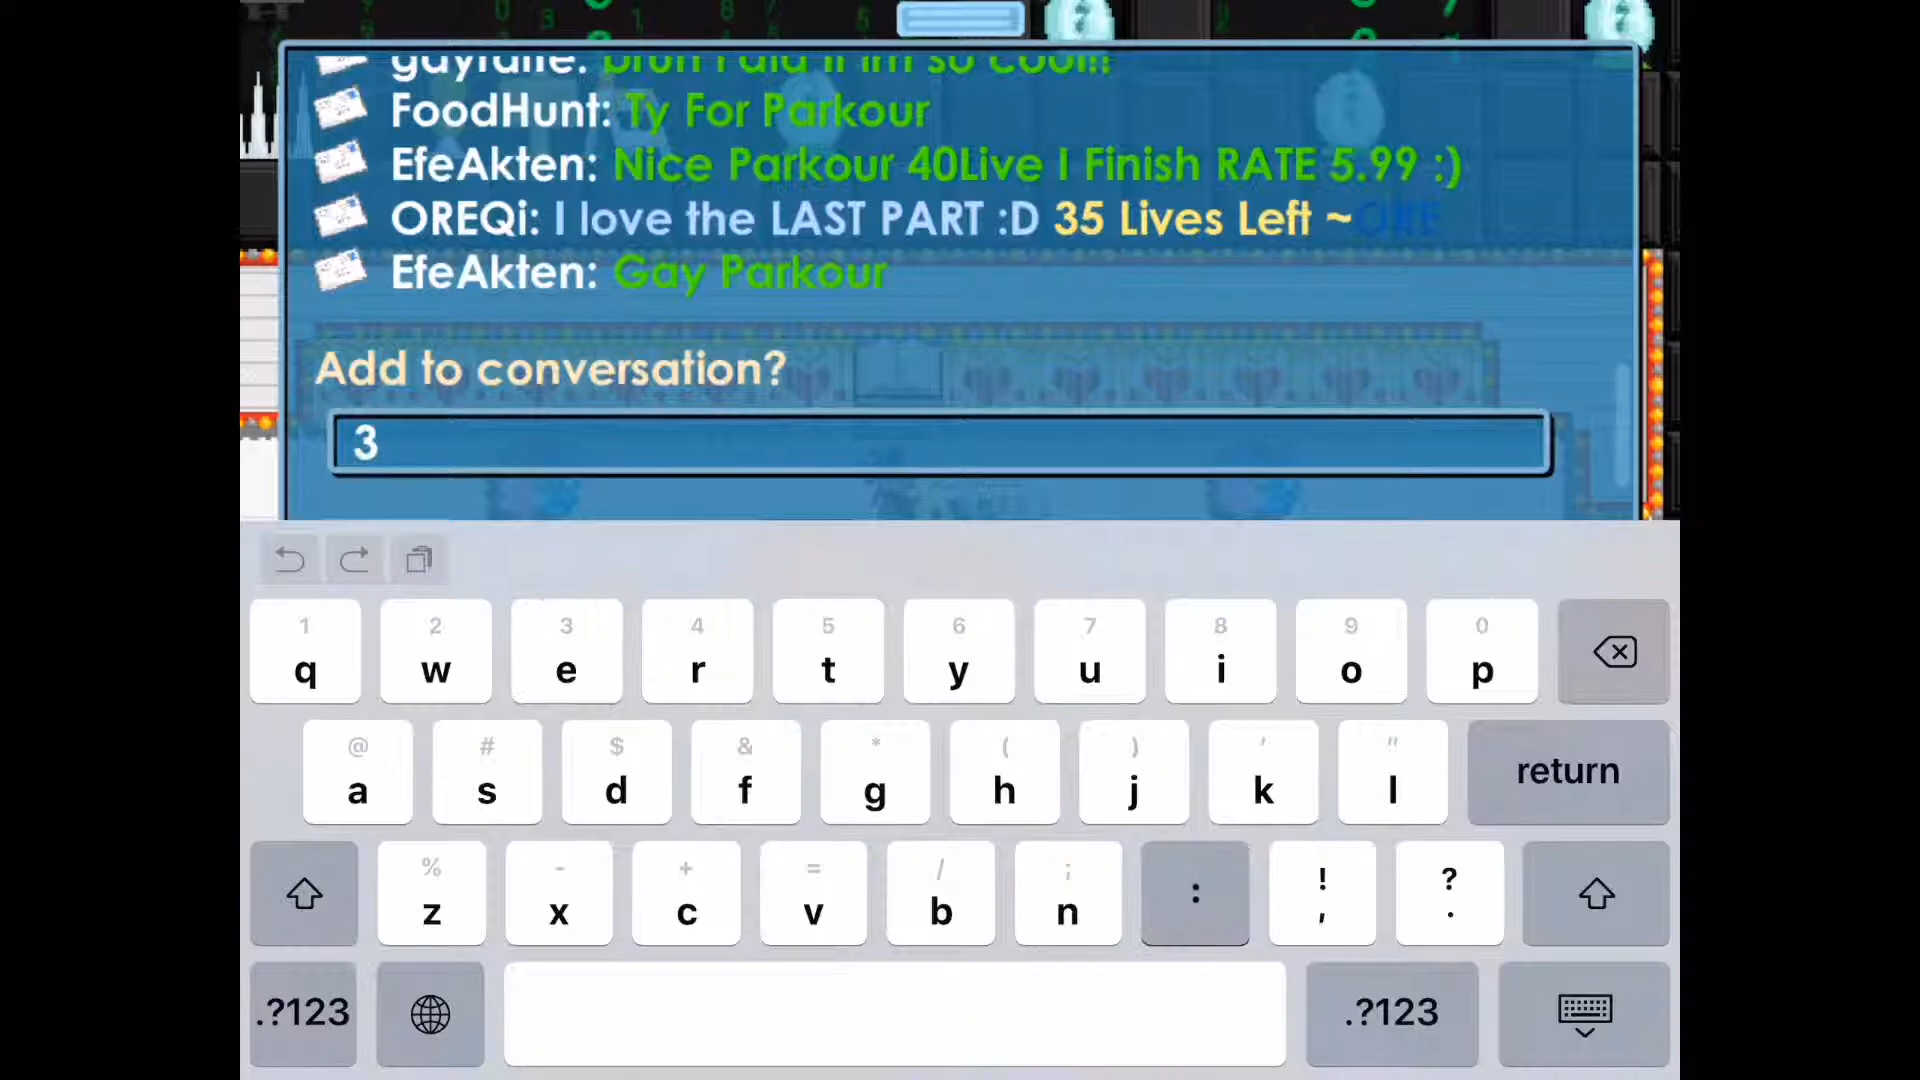 FoodHunt: Ty For Parkour
EfeAkten: Nice Parkour 40Live I Finish RATE 5.99 :)
OREQi: I love the LAST PART :D 35 Lives Left ~ORE
EfeAkten: Gay Parkour
Add to conversation?
3
1 2 3 4 5 6 7 8 9 0
q w e r t y u i o p
@ # $ & * ( ) ' "
a s d f g h j k l return
% - + = / ; ! ?
z x c v b n : , .
.?123 .?123